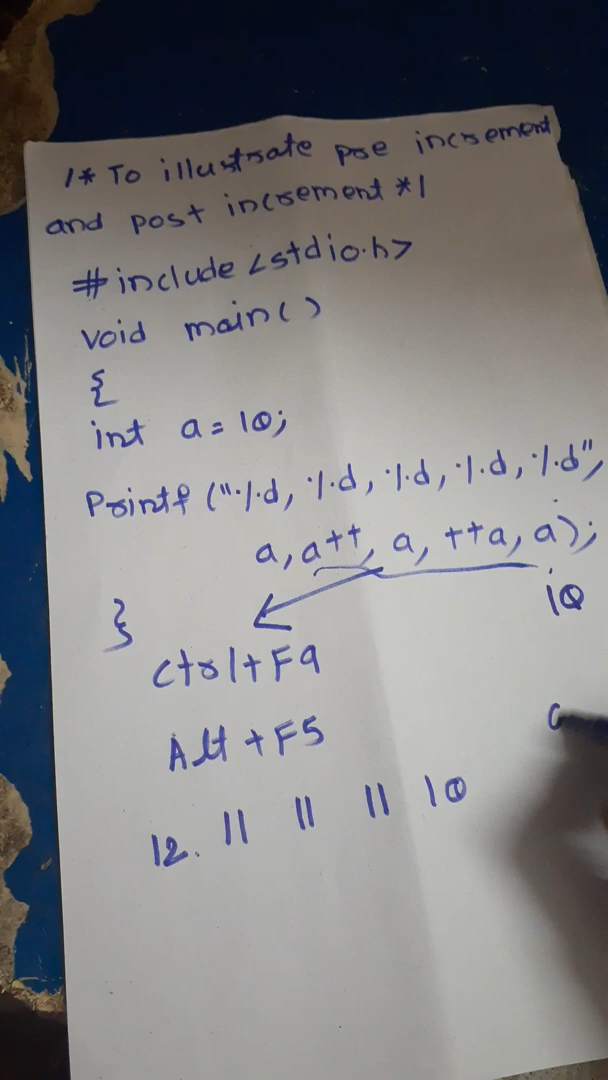 /* To illustrate pre increment
and post increment */
#include <stdio.h>
void main()
{
int a = 10;
Printf ("%d, %d, %d, %d, %d",
a, a++, a, ++a, a);
10
}
Ctrl+F9
Alt + F5
12. 11 11 11 10